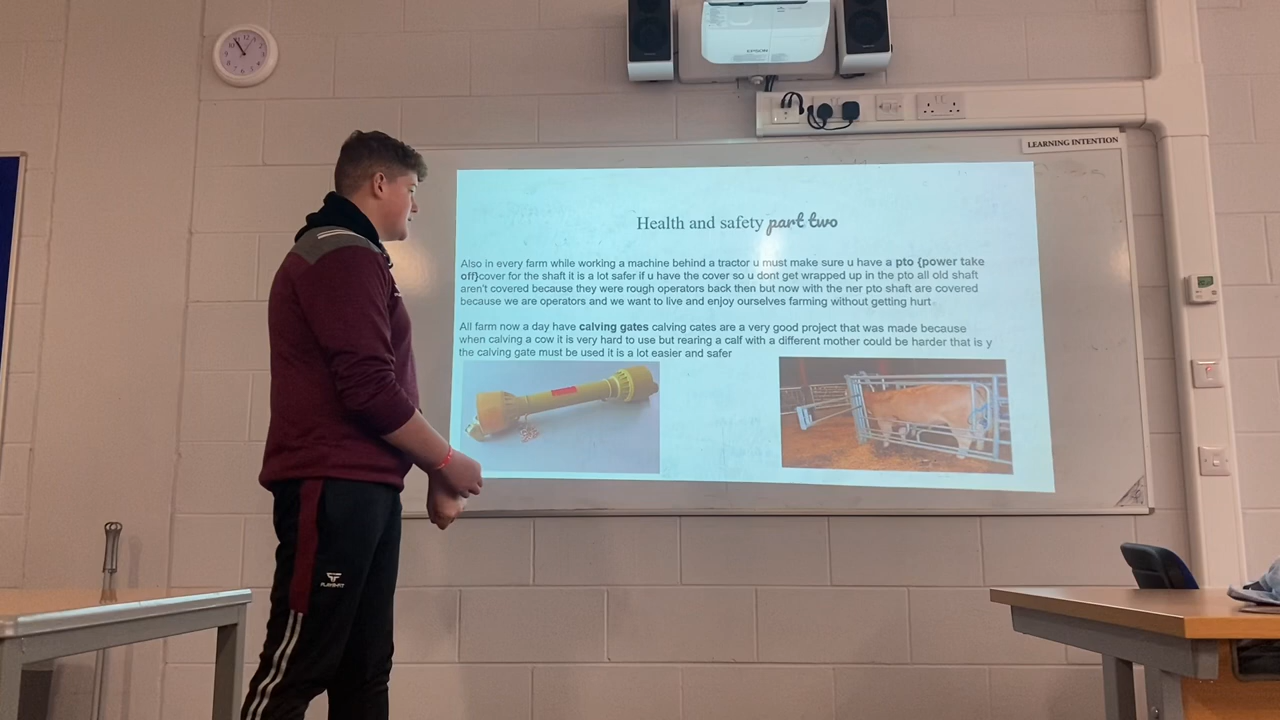 EPSON
LEARNING INTENTION
Health and safety part two
Also in every farm while working a machine behind a tractor u must make sure u have a pto {power take
off}cover for the shaft it is a lot safer if u have the cover so u dont get wrapped up in the pto all old shaft
aren't covered because they were rough operators back then but now with the ner pto shaft are covered
because we are operators and we want to live and enjoy ourselves farming without getting hurt.
All farm now a day have calving gates calving cates are a very good project that was made because
when calving a cow it is very hard to use but rearing a calf with a different mother could be harder that is y
the calving gate must be used it is a lot easier and safer